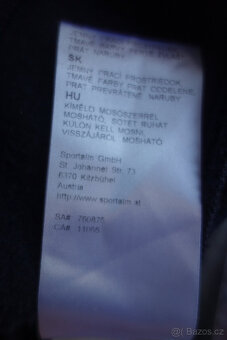 PRAT NARUBY
SK
JEMNÝ PRACÍ PROSTRIEDOK,
TMAVÉ FARBY PRAŤ ODDELENE,
PRAŤ PREVRÁTENÉ NARUBY
HU
KÍMÉLŐ MOSÓSZERREL
MOSHATÓ, SÖTÉT RUHÁT
KÜLÖN KELL MOSNI,
VISSZÁJÁRÓL MOSHATÓ
Sportalm GmbH
St. Johanner Str. 73
6370 Kitzbühel
Austria
http://www.sportalm.at
SA#
CA#
Bazos.cz